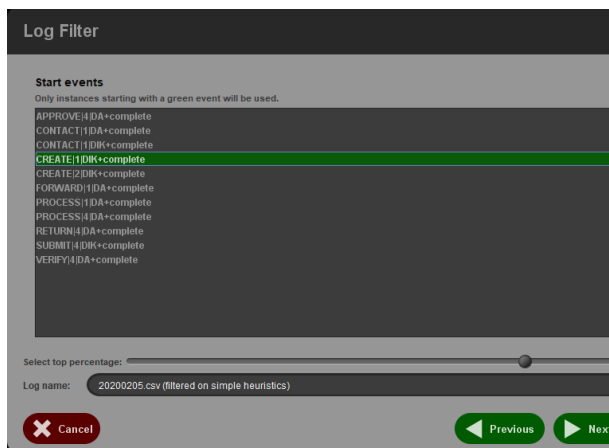 Log Filter
Start events
Only instances starting with a green event will be used.
APPROVE|4|DA+complete
CONTACT|1|DA+complete
CONTACT|1|DIK+complete
CREATE|1|DIK+complete
CREATE|2|DIK+complete
FORWARD|1|DA+complete
PROCESS|1|DA+complete
PROCESS|4|DA+complete
RETURN|4|DA+complete
SUBMIT|4|DIK+complete
VERIFY|4|DA+complete
Select top percentage:
Log name: 20200205.csv (filtered on simple heuristics)
Cancel Previous Nex